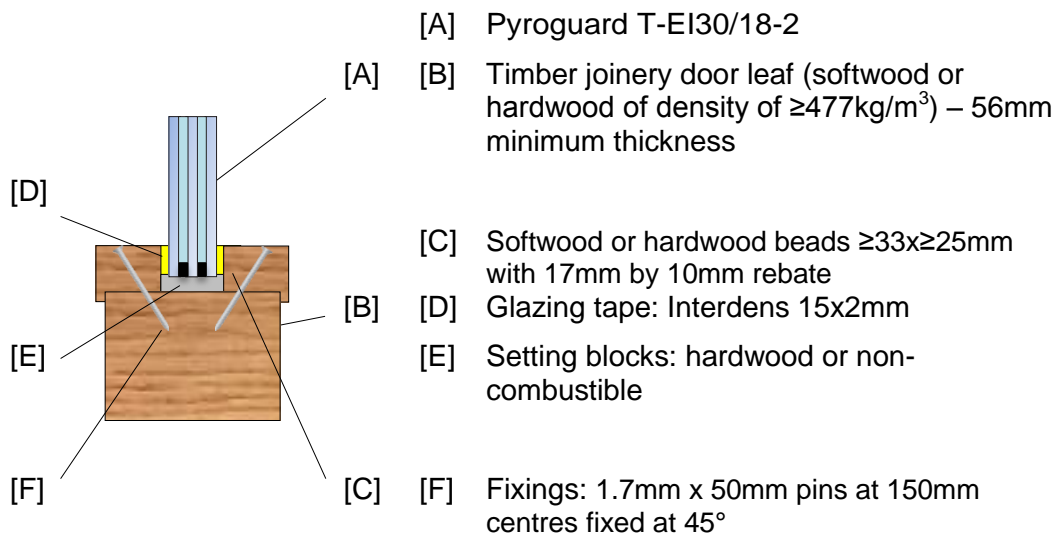 [A] Pyroguard T-EI30/18-2
[A] [B] Timber joinery door leaf (softwood or
hardwood of density of ≥477kg/m³) – 56mm
minimum thickness
[D]
[C] Softwood or hardwood beads ≥33x≥25mm
with 17mm by 10mm rebate
[B] [D] Glazing tape: Interdens 15x2mm
[E] [E] Setting blocks: hardwood or non-
combustible
[F] [C] [F] Fixings: 1.7mm x 50mm pins at 150mm
centres fixed at 45°